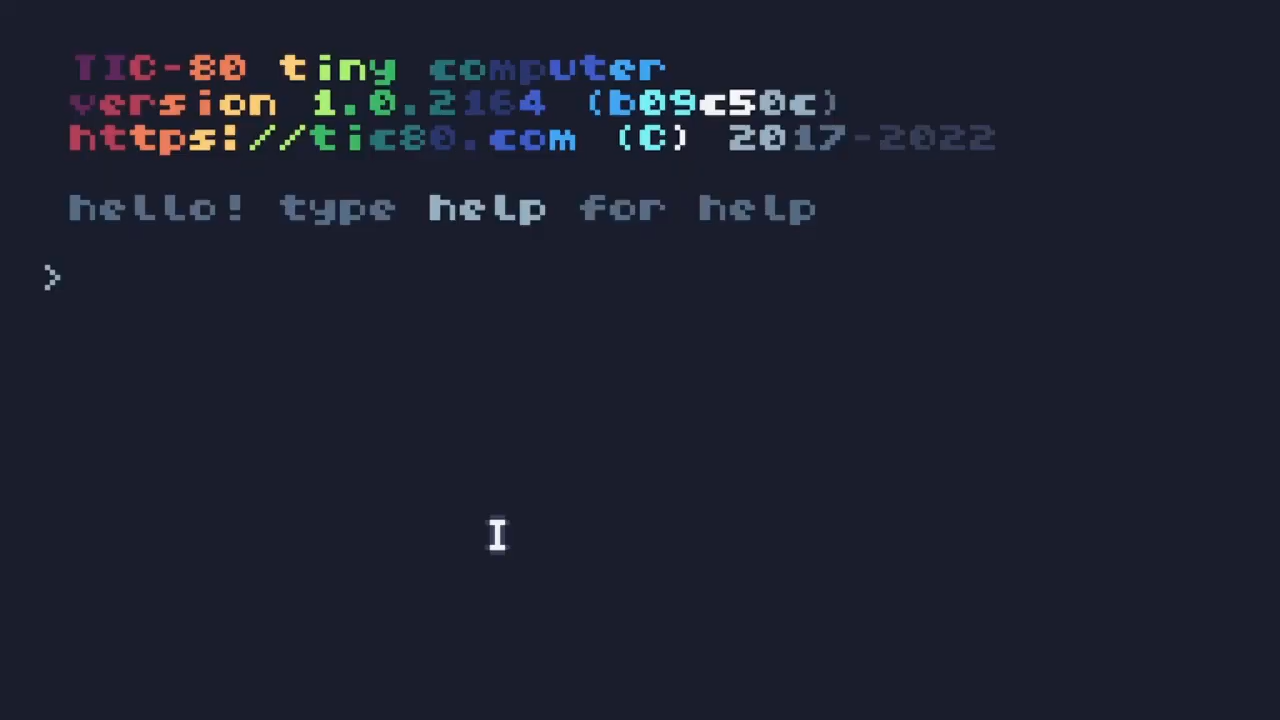 TIC-80 tiny computer
version 1.0.2164 (b09c50c)
https://tic80.com (C) 2017-2022
hello! type help for help
>